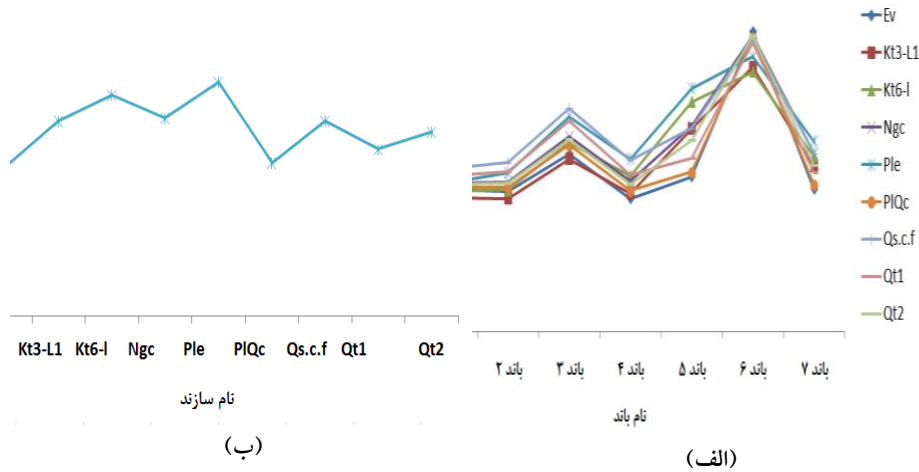 Ev
Kt3-L1
Kt6-l
Ngc
Ple
PlQc
Qs.c.f
Qt1
Qt2
باند ۲ باند ۳ باند ۴ باند ۵ باند ۶ باند ۷
نام باند
(الف)
Kt3-L1 Kt6-l Ngc Ple PlQc Qs.c.f Qt1 Qt2
نام سازند
(ب)